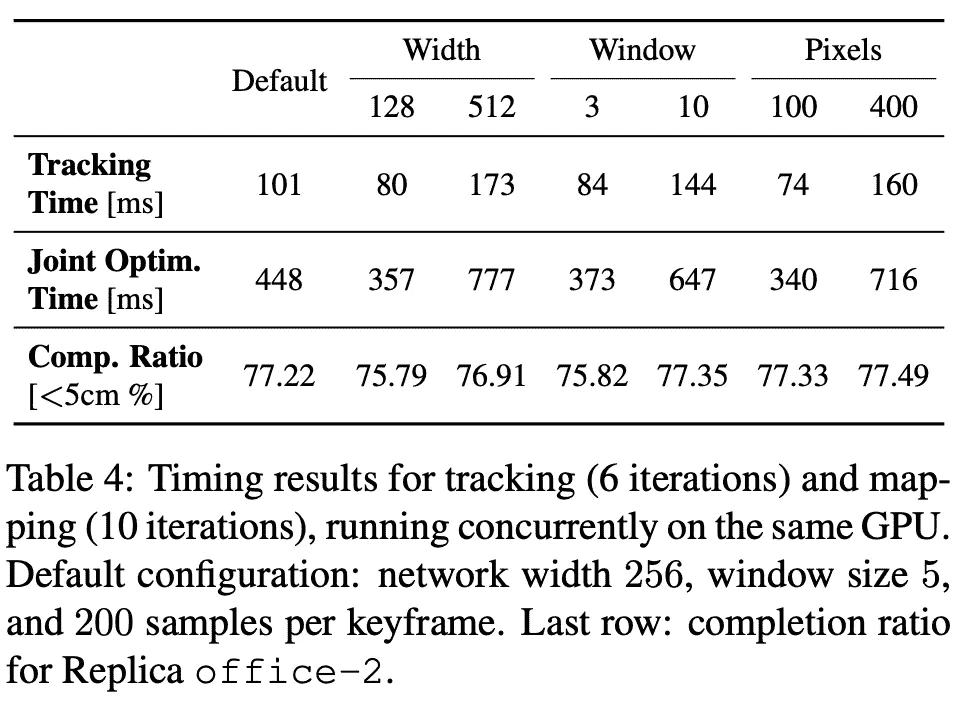 Width Window Pixels
Default
128 512 3 10 100 400
Tracking
Time [ms] 101 80 173 84 144 74 160
Joint Optim.
Time [ms] 448 357 777 373 647 340 716
Comp. Ratio
[<5cm %] 77.22 75.79 76.91 75.82 77.35 77.33 77.49
Table 4: Timing results for tracking (6 iterations) and map-
ping (10 iterations), running concurrently on the same GPU.
Default configuration: network width 256, window size 5,
and 200 samples per keyframe. Last row: completion ratio
for Replica office-2.